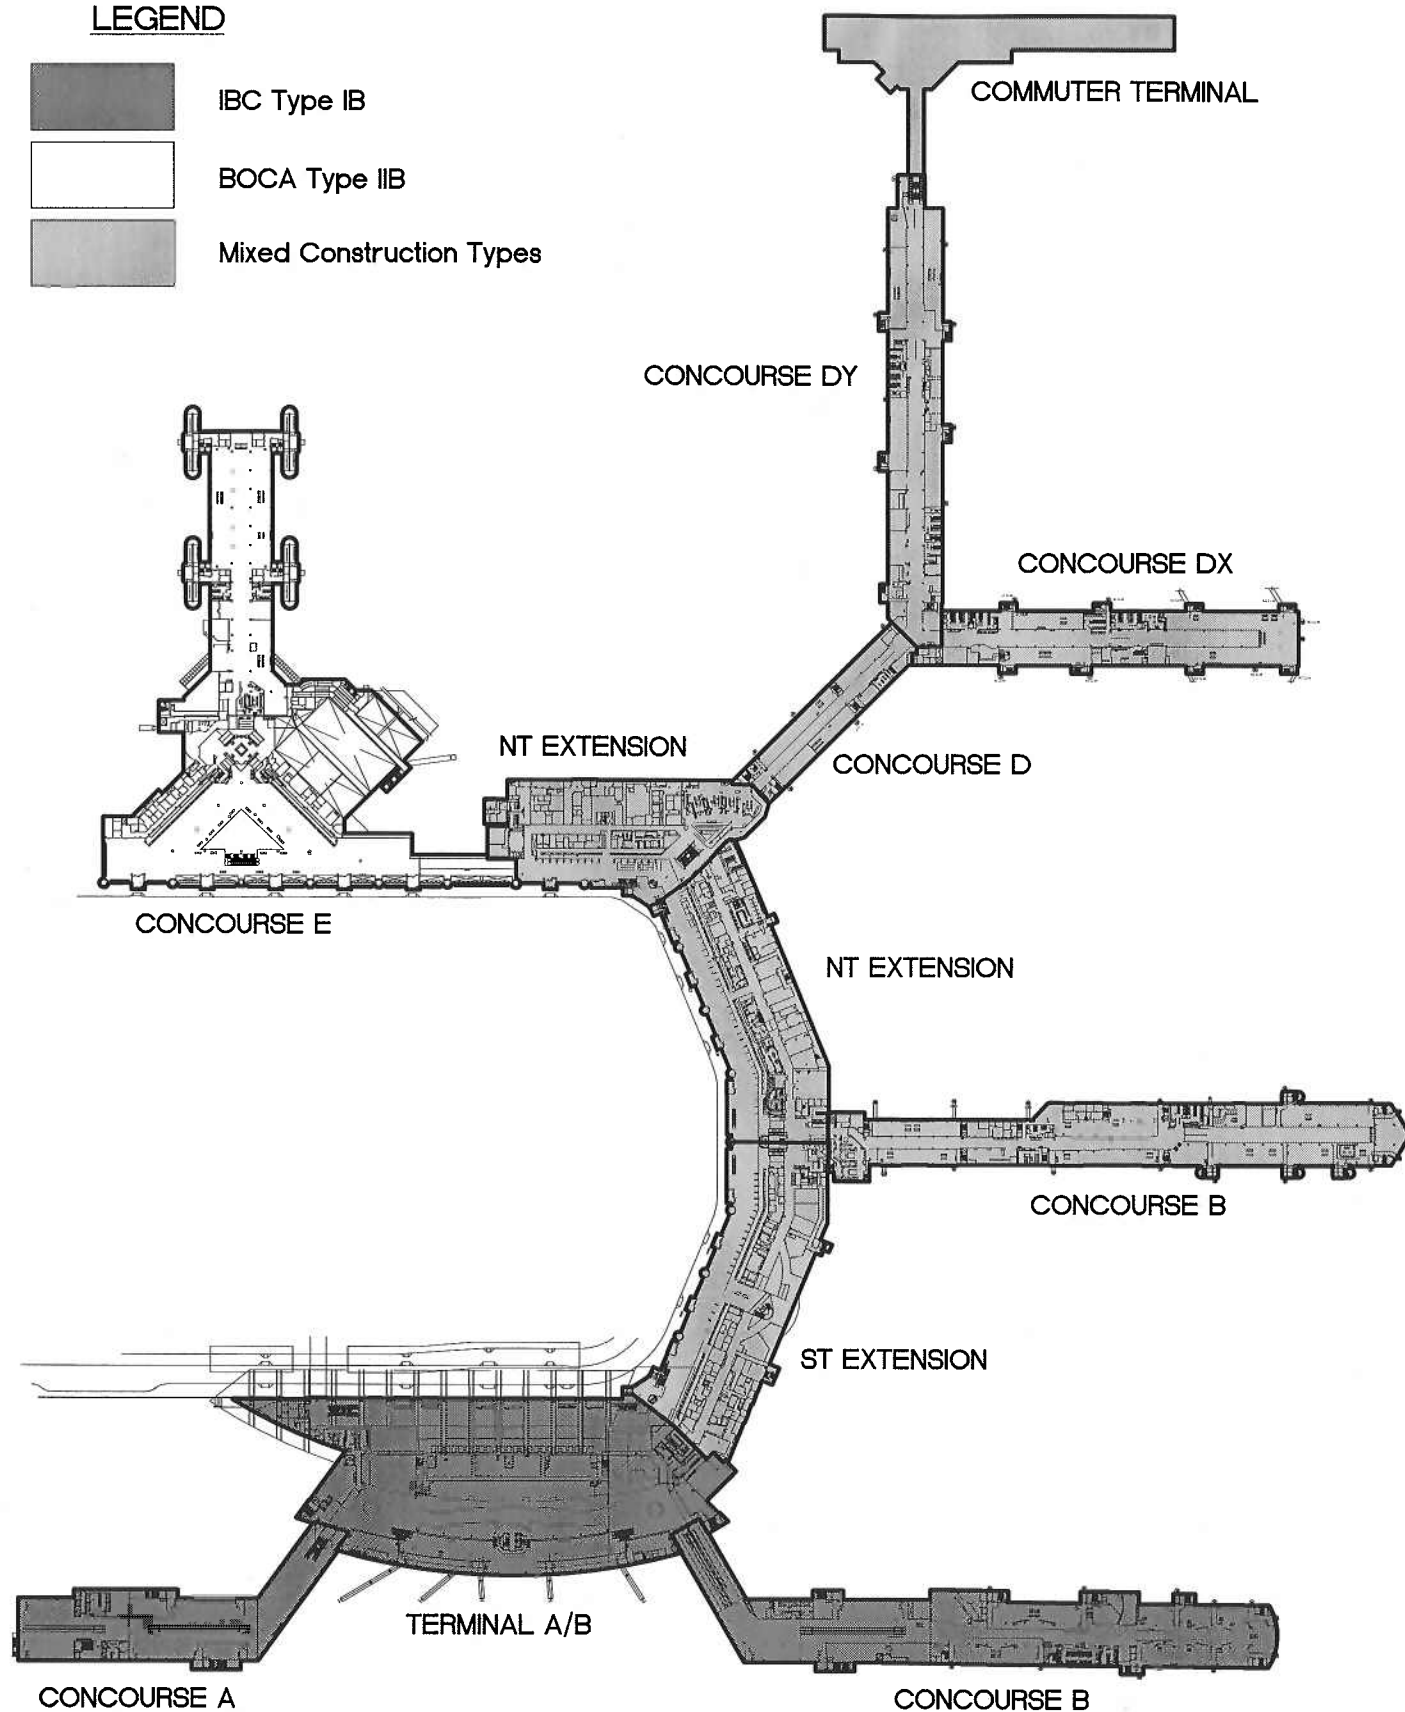 LEGEND
IBC Type IB
BOCA Type IIB
Mixed Construction Types
COMMUTER TERMINAL
CONCOURSE DY
CONCOURSE DX
NT EXTENSION
CONCOURSE D
CONCOURSE E
NT EXTENSION
CONCOURSE B
ST EXTENSION
TERMINAL A/B
CONCOURSE A
CONCOURSE B